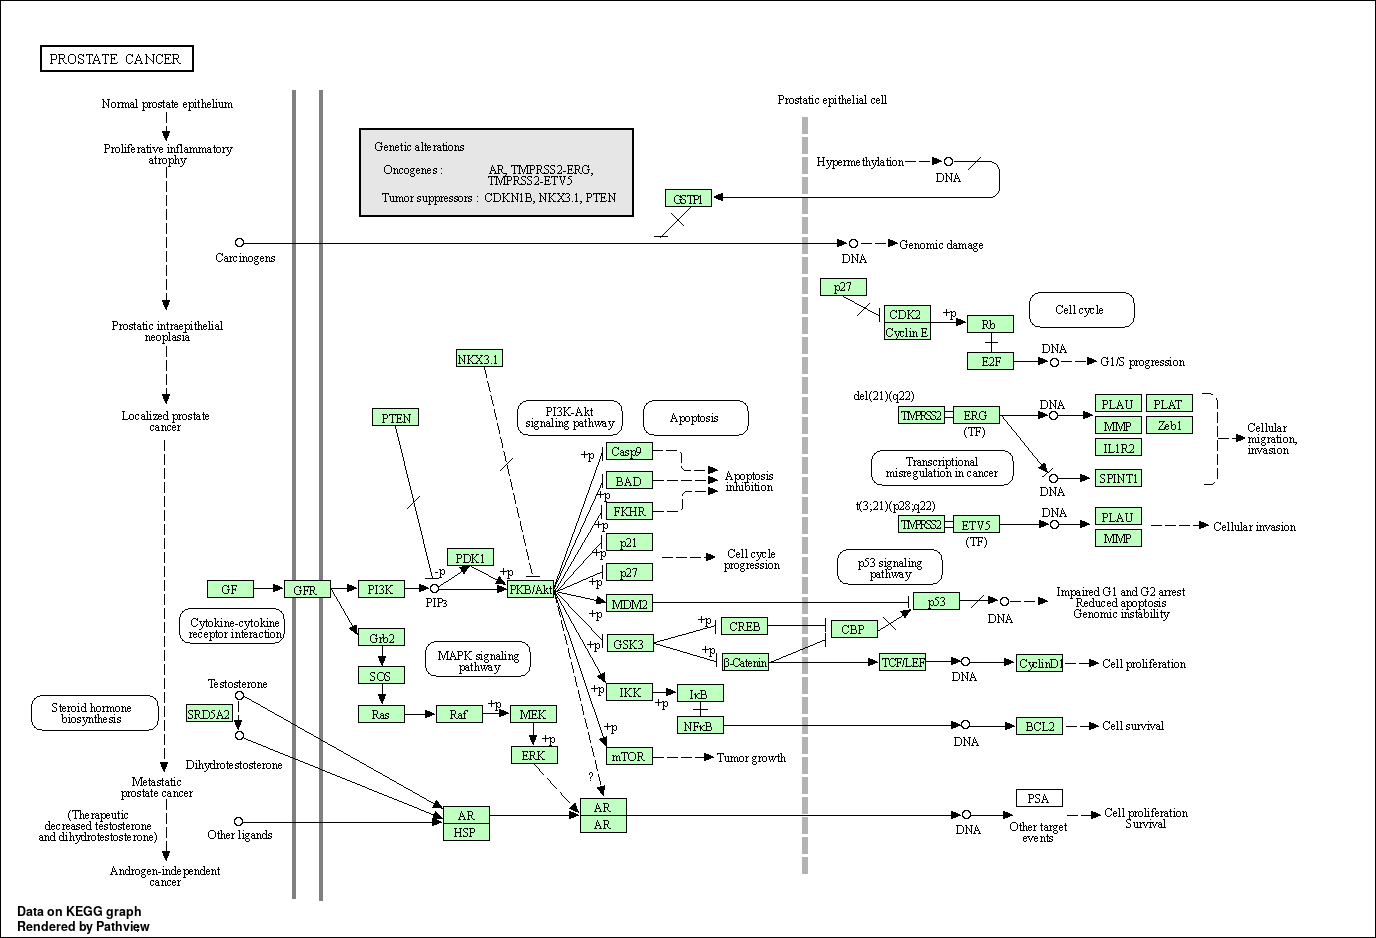 PROSTATE CANCER
Normal prostate epithelium
Prostatic epithelial cell
Proliferative inflammatory
atrophy
Genetic alterations
Oncogenes : AR, TMPRSS2-ERG,
TMPRSS2-ETV5
Tumor suppressors : CDKN1B, NKX3.1, PTEN
Hypermethylation
DNA
GSTP1
Carcinogens
DNA
Genomic damage
p27
CDK2
Cyclin E
+p
Rb
E2F
Cell cycle
DNA
G1/S progression
Prostatic intraepithelial
neoplasia
NKX3.1
Localized prostate
cancer
PTEN
PI3K-Akt
signaling pathway
Apoptosis
del(21)(q22)
TMPRSS2
ERG
(TF)
DNA
PLAU
PLAT
MMP
Zeb1
IL1R2
SPINT1
DNA
Cellular
migration,
invasion
Transcriptional
misregulation in cancer
t(3;21)(p28;q22)
TMPRSS2
ETV5
(TF)
DNA
PLAU
MMP
Cellular invasion
+p
Casp9
BAD
+p
FKHR
+p
p21
+p
p27
+p
MDM2
+p
GSK3
+p
IKK
+p
mTOR
+p
Apoptosis
inhibition
Cell cycle
progression
p53 signaling
pathway
GF
GFR
PI3K
PIP3
-p
PDK1
+p
PKB/Akt
p53
DNA
Impaired G1 and G2 arrest
Reduced apoptosis
Genomic instability
+p
CREB
CBP
+p
β-Catenin
TCF/LEF
DNA
CyclinD1
Cell proliferation
Cytokine-cytokine
receptor interaction
Grb2
SOS
Ras
Raf
+p
MEK
+p
ERK
MAPK signaling
pathway
+p
IκB
NFκB
DNA
BCL2
Cell survival
Tumor growth
?
Testosterone
Steroid hormone
biosynthesis
SRD5A2
Dihydrotestosterone
Metastatic
prostate cancer
(Therapeutic
decreased testosterone
and dihydrotestosterone)
Other ligands
AR
HSP
AR
AR
DNA
PSA
Other target
events
Cell proliferation
Survival
Androgen-independent
cancer
Data on KEGG graph
Rendered by Pathview